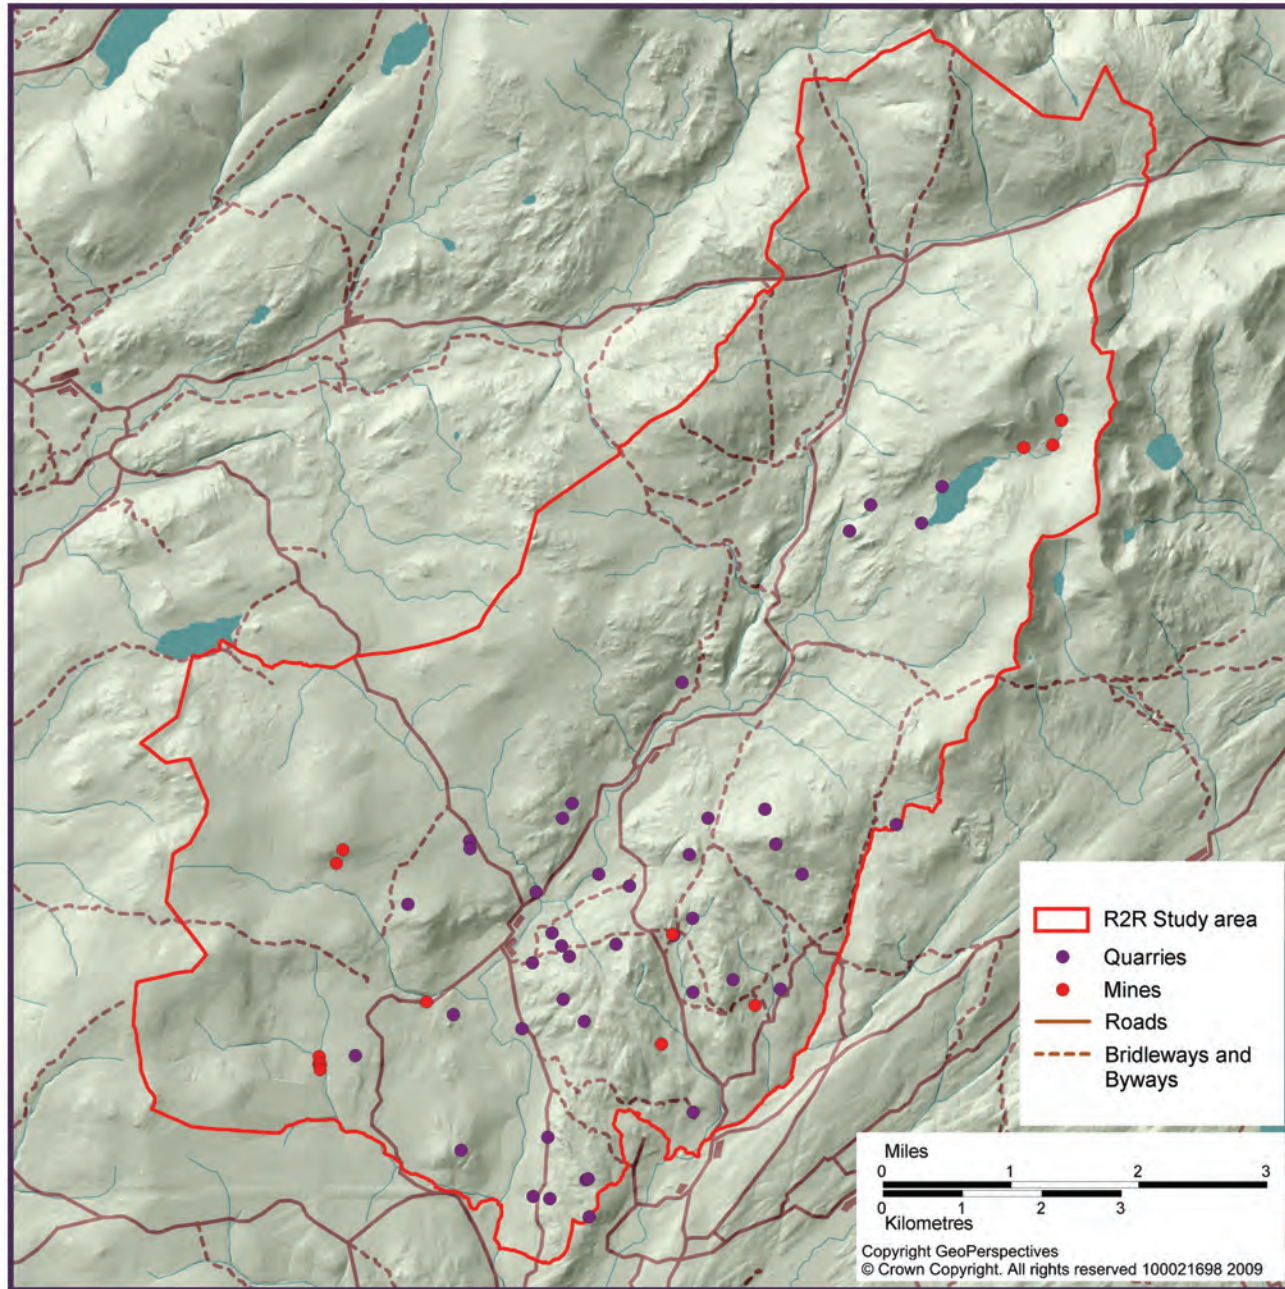 R2R Study area
Quarries
Mines
Roads
Bridleways and
Byways
Miles
0 1 2 3
0 1 2 3
Kilometres
Copyright GeoPerspectives
© Crown Copyright. All rights reserved 100021698 2009